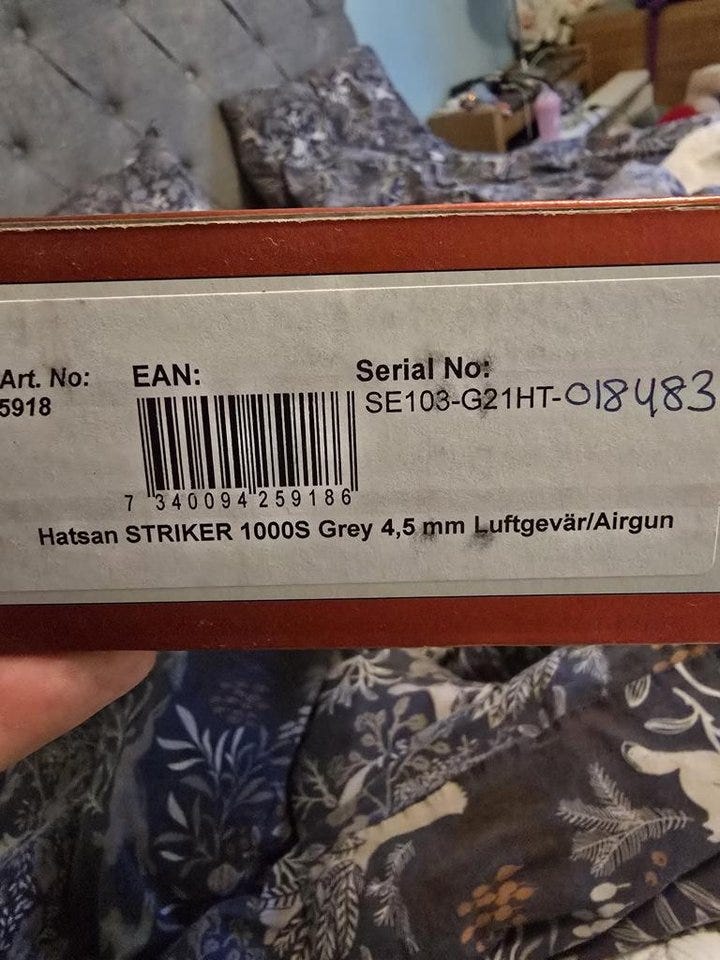 Art. No: EAN: Serial No:
5918 SE103-G21HT-018483
7 340094 259186
Hatsan STRIKER 1000S Grey 4,5 mm Luftgevär/Airgun